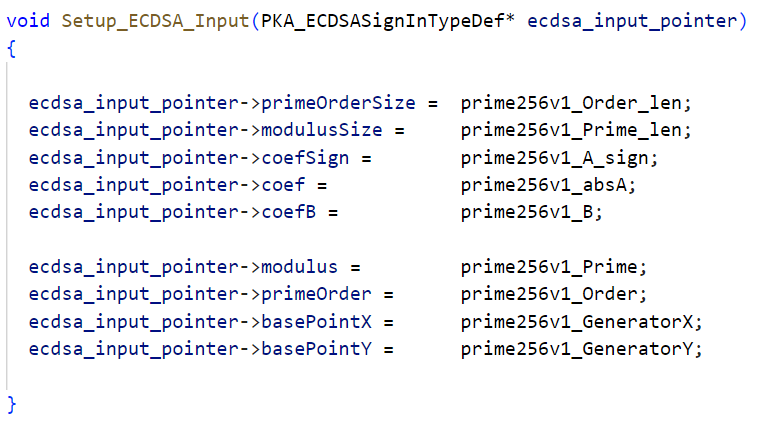 void Setup_ECDSA_Input(PKA_ECDSASignInTypeDef* ecdsa_input_pointer)
{
ecdsa_input_pointer->primeOrderSize =  prime256v1_Order_len;
ecdsa_input_pointer->modulusSize =     prime256v1_Prime_len;
ecdsa_input_pointer->coefSign =        prime256v1_A_sign;
ecdsa_input_pointer->coef =            prime256v1_absA;
ecdsa_input_pointer->coefB =           prime256v1_B;
ecdsa_input_pointer->modulus =         prime256v1_Prime;
ecdsa_input_pointer->primeOrder =      prime256v1_Order;
ecdsa_input_pointer->basePointX =      prime256v1_GeneratorX;
ecdsa_input_pointer->basePointY =      prime256v1_GeneratorY;
}